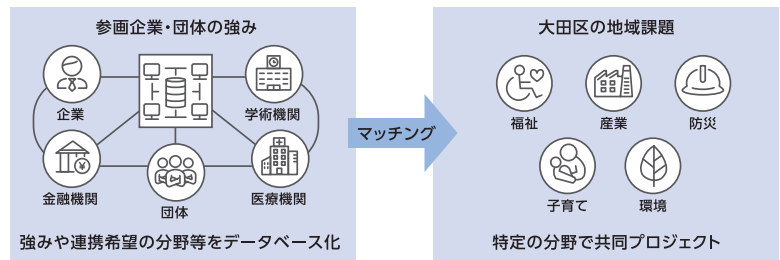 参画企業・団体の強み
企業
学術機関
金融機関
¥
団体
医療機関
強みや連携希望の分野等をデータベース化
マッチング
大田区の地域課題
福祉
産業
防災
子育て
環境
特定の分野で共同プロジェクト